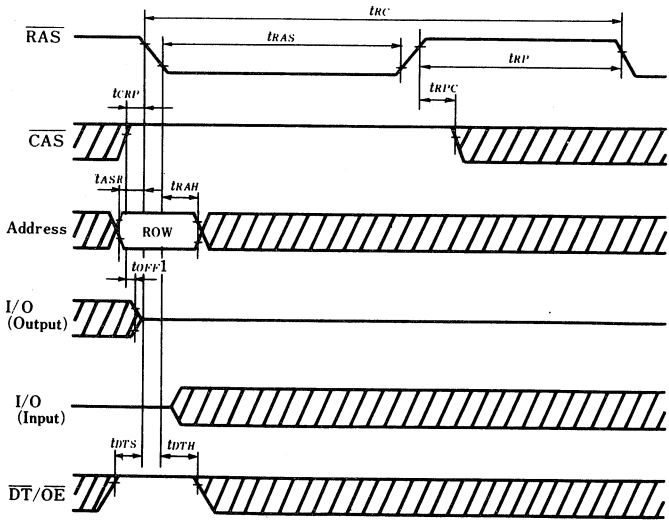 tRC
RAS
tRAS
tRP
tCRP
tRPC
CAS
tASR
tRAH
Address
ROW
tOFF1
I/O
(Output)
I/O
(Input)
tDTS
tDTH
DT/OE